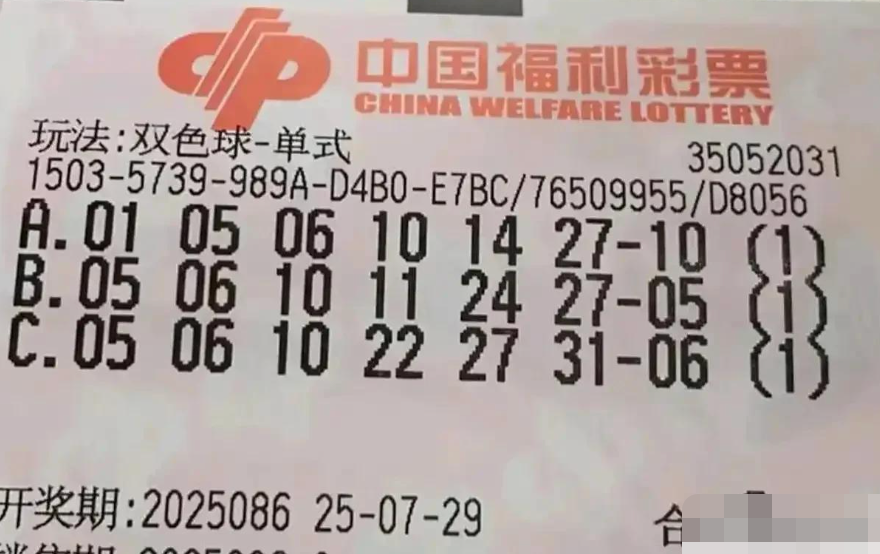 中国福利彩票
CHINA WELFARE LOTTERY
玩法:双色球-单式
35052031
1503-5739-989A-D4B0-E7BC/76509955/D8056
A.01 05 06 10 14 27-10 (1)
B.05 06 10 11 24 27-05 (1)
C.05 06 10 22 27 31-06 (1)
开奖期:2025086 25-07-29
合